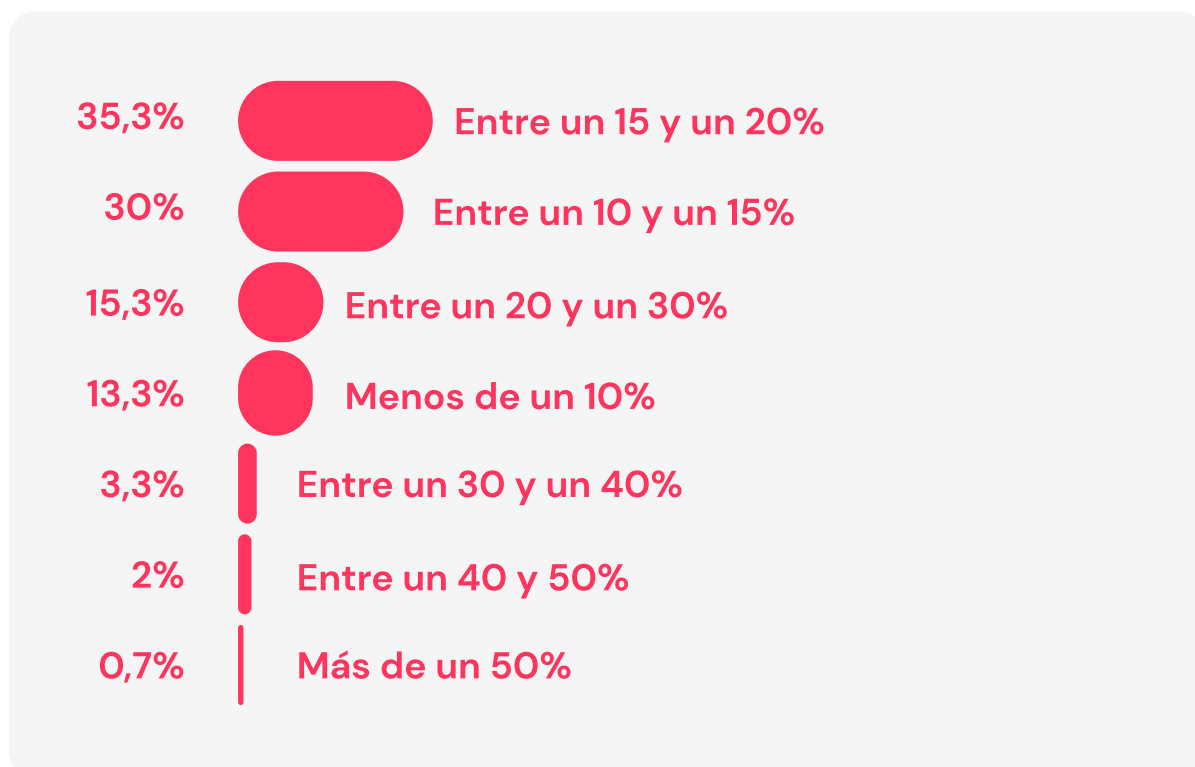 35,3% Entre un 15 y un 20%
30% Entre un 10 y un 15%
15,3% Entre un 20 y un 30%
13,3% Menos de un 10%
3,3% Entre un 30 y un 40%
2% Entre un 40 y 50%
0,7% Más de un 50%